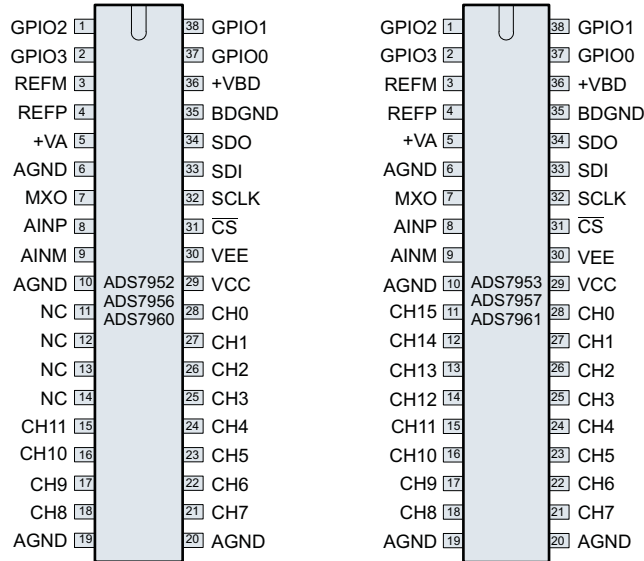 GPIO2 1 38 GPIO1
GPIO3 2 37 GPIO0
REFM 3 36 +VBD
REFP 4 35 BDGND
+VA 5 34 SDO
AGND 6 33 SDI
MXO 7 32 SCLK
AINP 8 31 C̅S̅
AINM 9 30 VEE
AGND 10 ADS7952 29 VCC
ADS7956
NC 11 ADS7960 28 CH0
NC 12 27 CH1
NC 13 26 CH2
NC 14 25 CH3
CH11 15 24 CH4
CH10 16 23 CH5
CH9 17 22 CH6
CH8 18 21 CH7
AGND 19 20 AGND
GPIO2 1 38 GPIO1
GPIO3 2 37 GPIO0
REFM 3 36 +VBD
REFP 4 35 BDGND
+VA 5 34 SDO
AGND 6 33 SDI
MXO 7 32 SCLK
AINP 8 31 C̅S̅
AINM 9 30 VEE
AGND 10 ADS7953 29 VCC
ADS7957
CH15 11 ADS7961 28 CH0
CH14 12 27 CH1
CH13 13 26 CH2
CH12 14 25 CH3
CH11 15 24 CH4
CH10 16 23 CH5
CH9 17 22 CH6
CH8 18 21 CH7
AGND 19 20 AGND